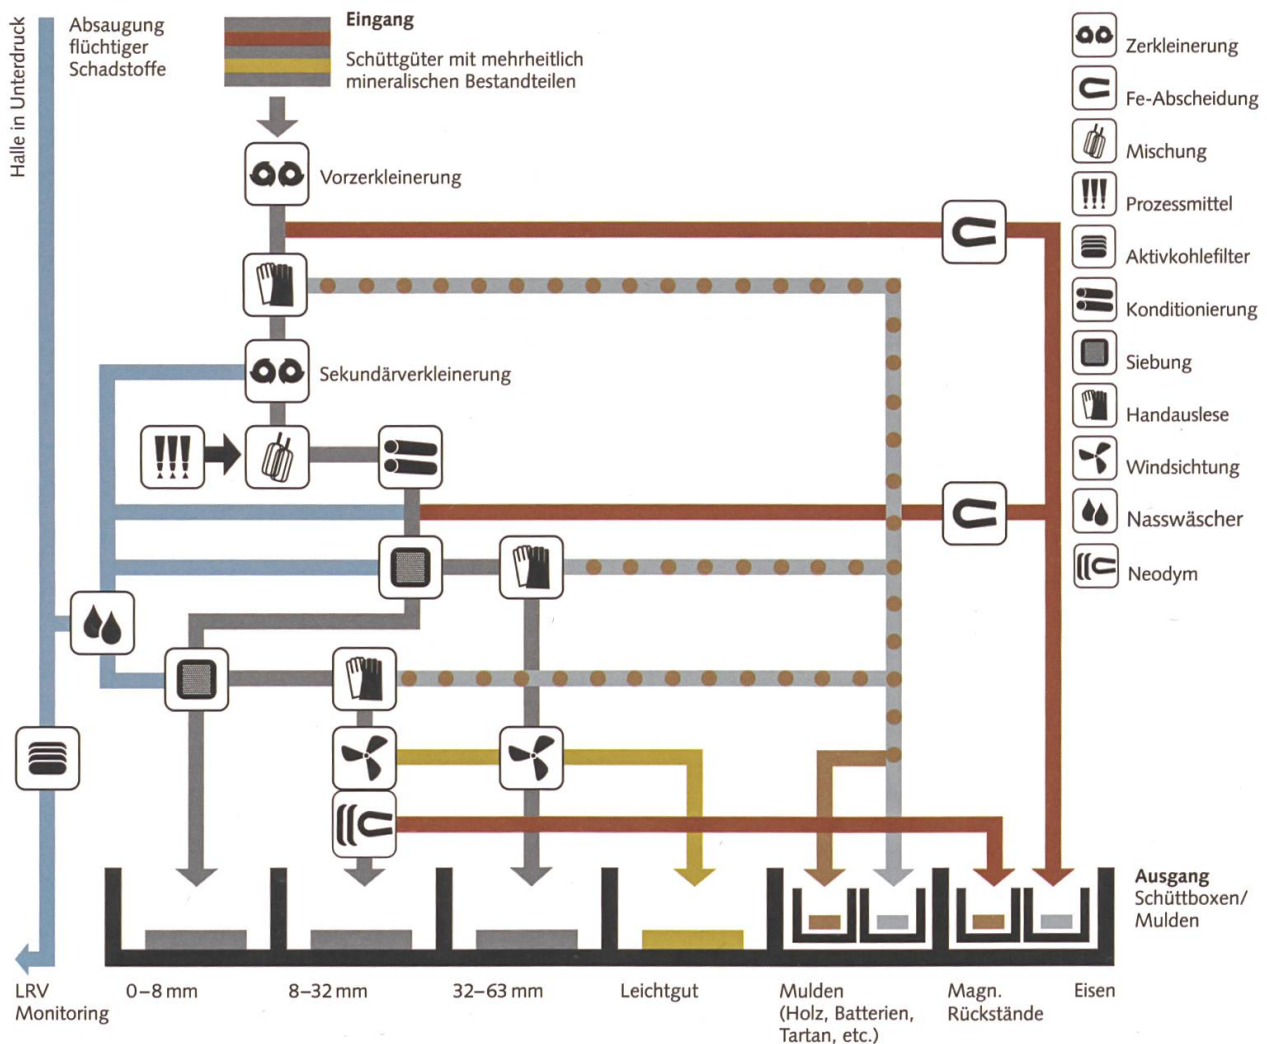 Halle in Unterdruck
Absaugung
flüchtiger
Schadstoffe
Eingang
Schüttgüter mit mehrheitlich
mineralischen Bestandteilen
Vorzerkleinerung
Sekundärverkleinerung
Zerkleinerung
Fe-Abscheidung
Mischung
Prozessmittel
Aktivkohlefilter
Konditionierung
Siebung
Handauslese
Windsichtung
Nasswäscher
Neodym
Ausgang
Schüttboxen/
Mulden
LRV
Monitoring
0–8 mm
8–32 mm
32–63 mm
Leichtgut
Mulden
(Holz, Batterien,
Tartan, etc.)
Magn.
Rückstände
Eisen